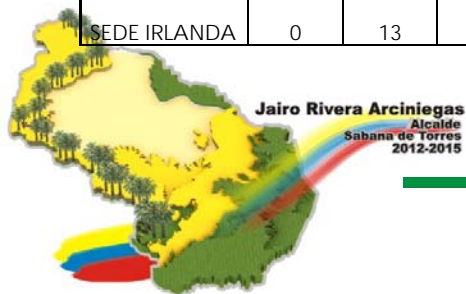 SEDE IRLANDA 0 13
Jairo Rivera Arciniegas
Alcalde
Sabana de Torres
2012-2015